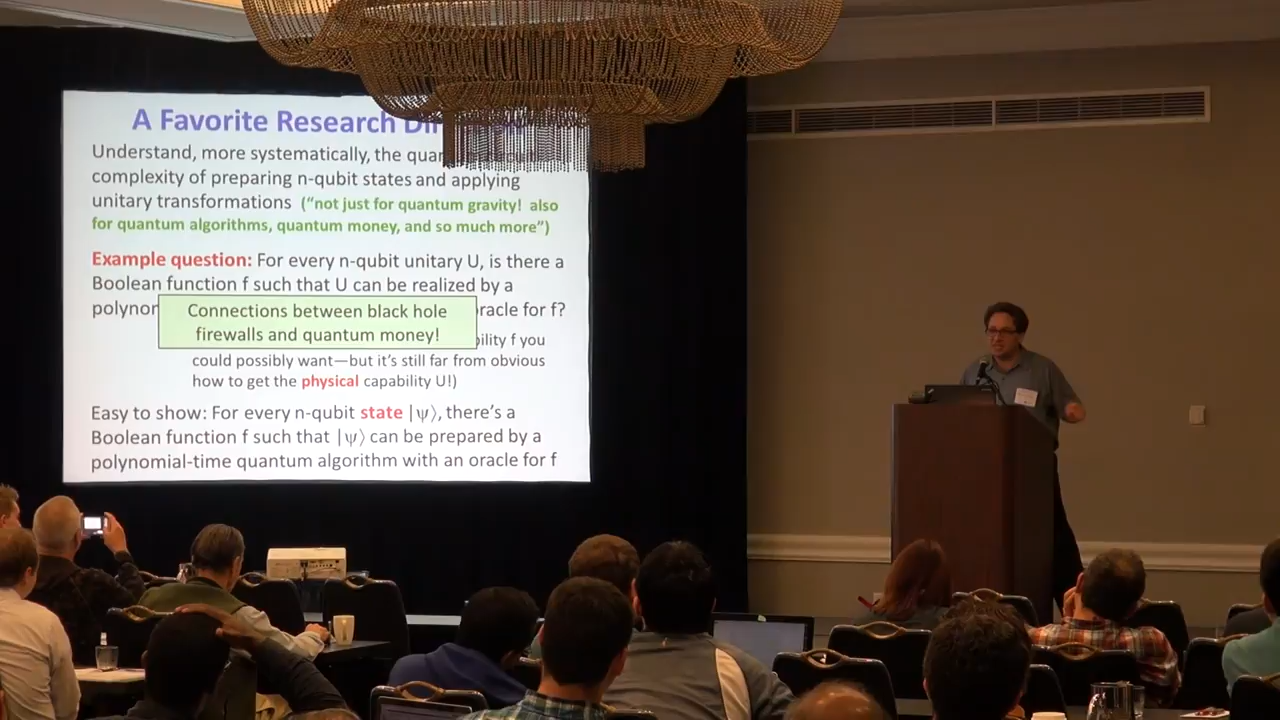 A Favorite Research
Understand, more systematically, the
complexity of preparing n-qubit states and applying
unitary transformations ("not just for quantum gravity! also
for quantum algorithms, quantum money, and so much more")
Example question: For every n-qubit unitary U, is there a
Boolean function f such that U can be realized by a
oracle for f?
Connections between black hole
firewalls and quantum money!
f you
could possibly want—but it's still far from obvious
how to get the physical capability U!)
Easy to show: For every n-qubit state |ψ⟩, there's a
Boolean function f such that |ψ⟩ can be prepared by a
polynomial-time quantum algorithm with an oracle for f